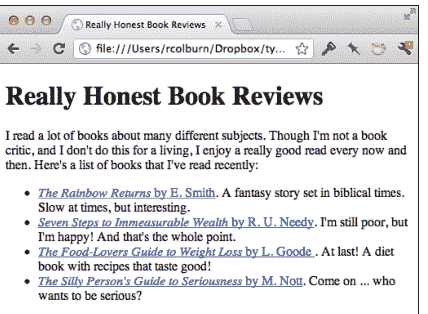 Really Honest Book Reviews
file:///Users/rcolburn/Dropbox/ty...
Really Honest Book Reviews
I read a lot of books about many different subjects. Though I'm not a book
critic, and I don't do this for a living, I enjoy a really good read every now and
then. Here's a list of books that I've read recently:
• The Rainbow Returns by E. Smith. A fantasy story set in biblical times.
Slow at times, but interesting.
• Seven Steps to Immeasurable Wealth by R. U. Needy. I'm still poor, but
I'm happy! And that's the whole point.
• The Food-Lovers Guide to Weight Loss by L. Goode . At last! A diet
book with recipes that taste good!
• The Silly Person's Guide to Seriousness by M. Nott. Come on ... who
wants to be serious?